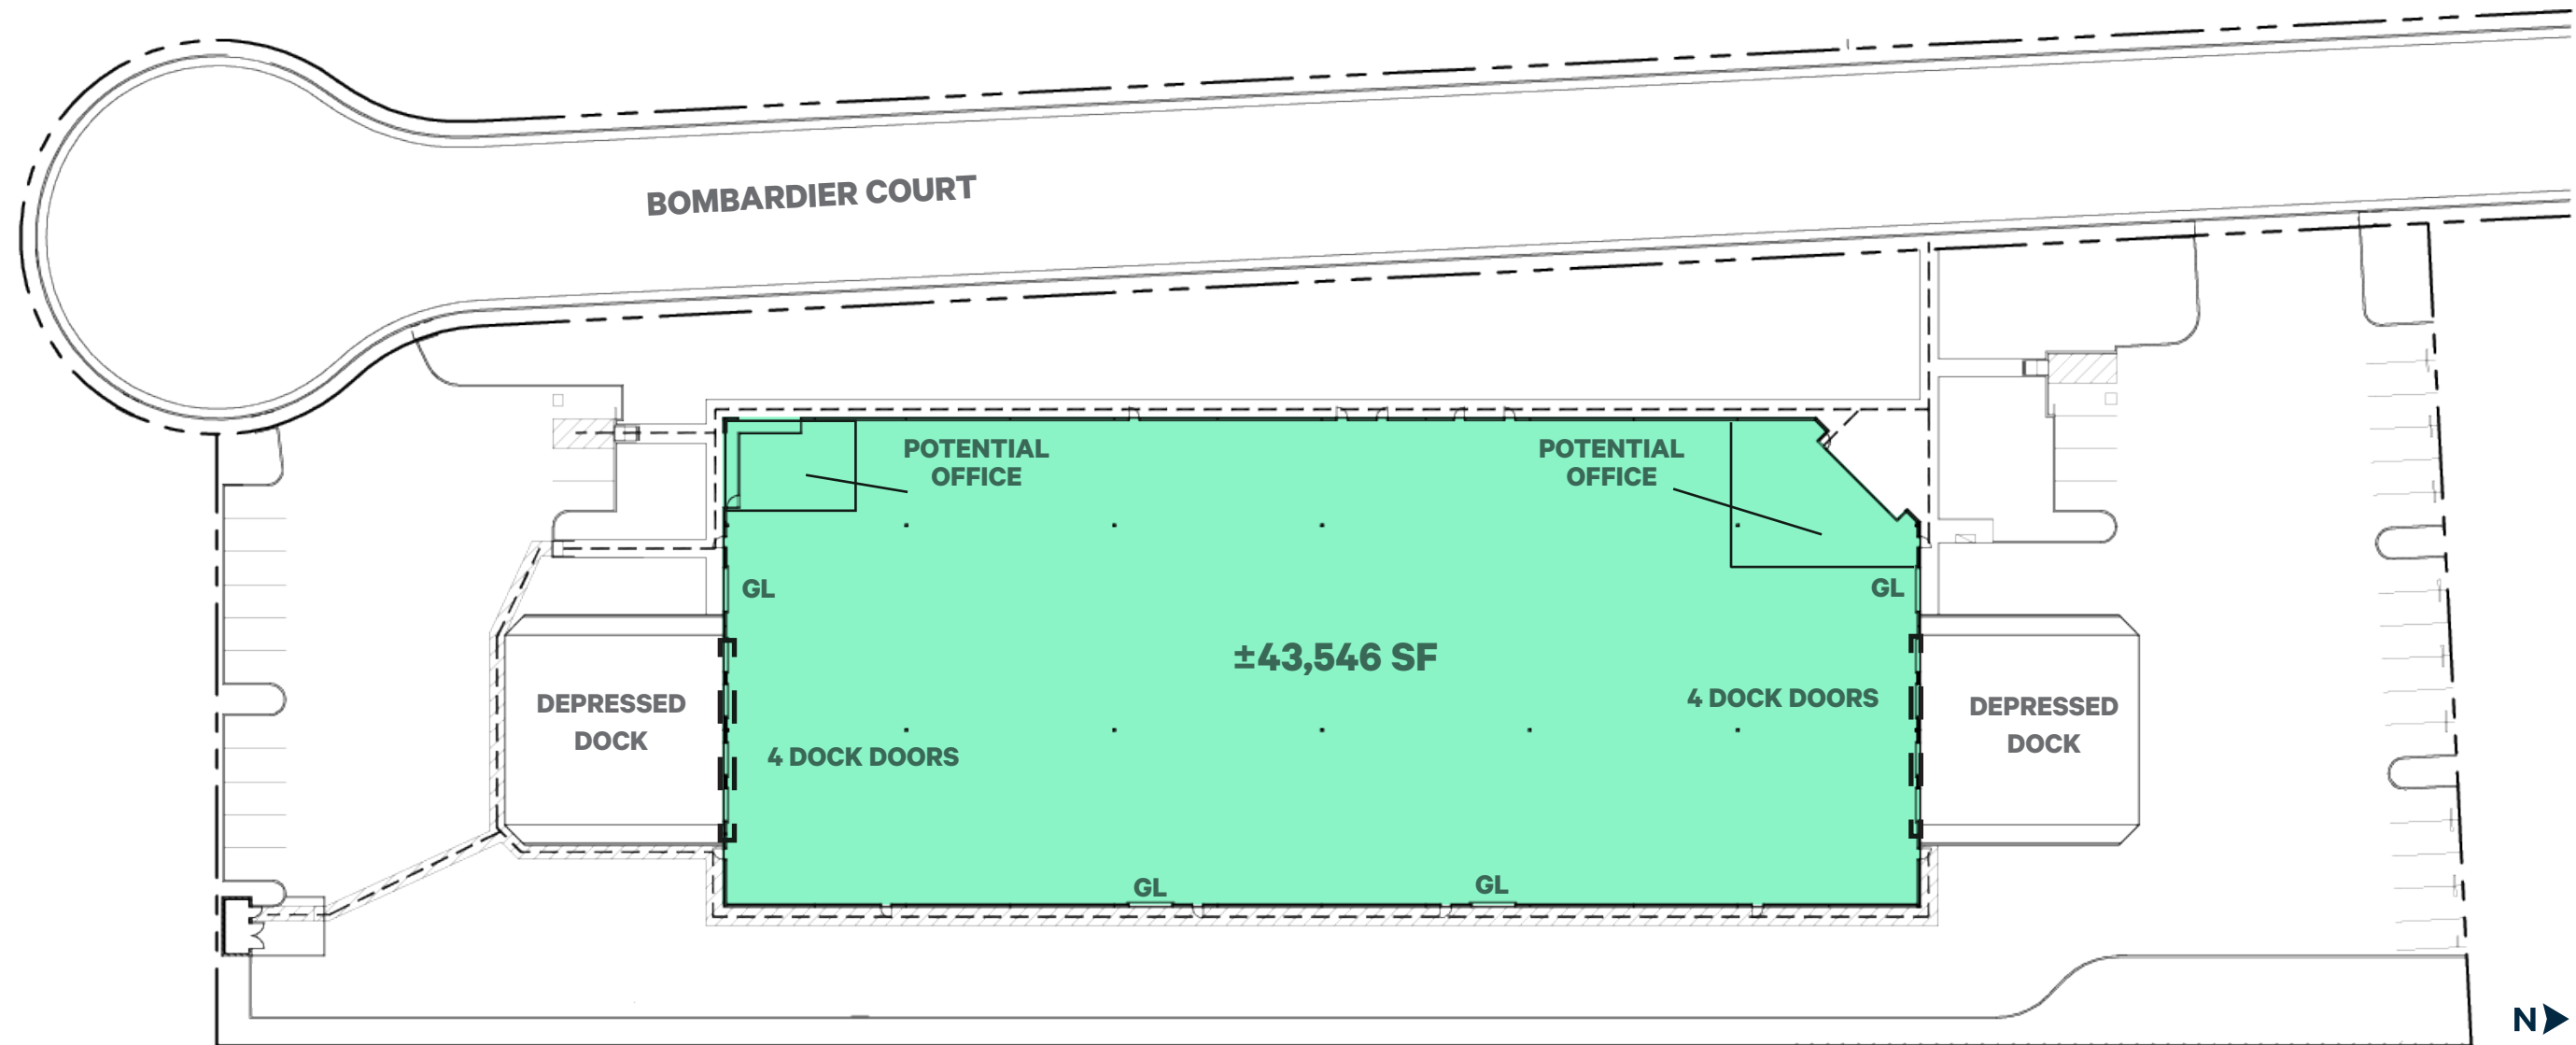 BOMBARDIER COURT
POTENTIAL
OFFICE
POTENTIAL
OFFICE
GL
GL
±43,546 SF
DEPRESSED
DOCK
4 DOCK DOORS
4 DOCK DOORS
DEPRESSED
DOCK
GL
GL
N